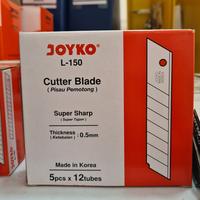 JOYKO®
L-150
Cutter Blade
( Pisau Pemotong )
Super Sharp
( Super Tajam )
Thickness
( Ketebalan )
: 0.5mm
Made in Korea
5pcs x 12tubes